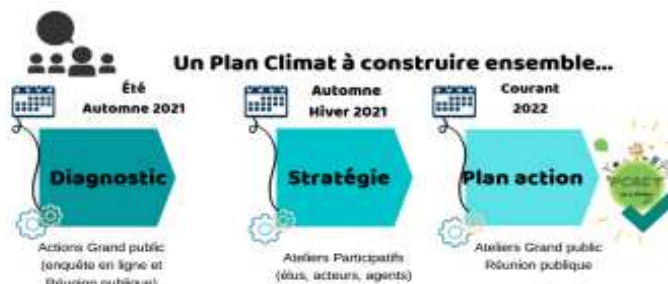 Un Plan Climat à construire ensemble...
Été
Automne 2021
Automne
Hiver 2021
Courant
2022
Diagnostic
Stratégie
Plan action
PCAET
Actions Grand public
(enquête en ligne et
Réunion publique)
Ateliers Participatifs
(élus, acteurs, agents)
Ateliers Grand public
Réunion publique